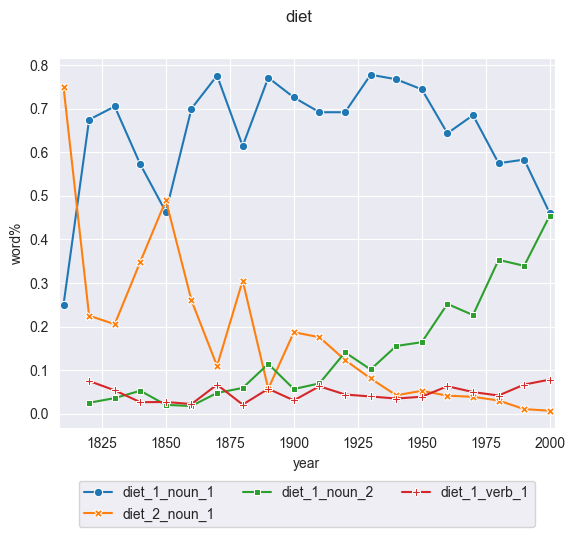 diet
0.8
0.7
0.6
0.5
0.4
0.3
0.2
0.1
0.0
word%
1825 1850 1875 1900 1925 1950 1975 2000
year
diet_1_noun_1 diet_1_noun_2 diet_1_verb_1
diet_2_noun_1